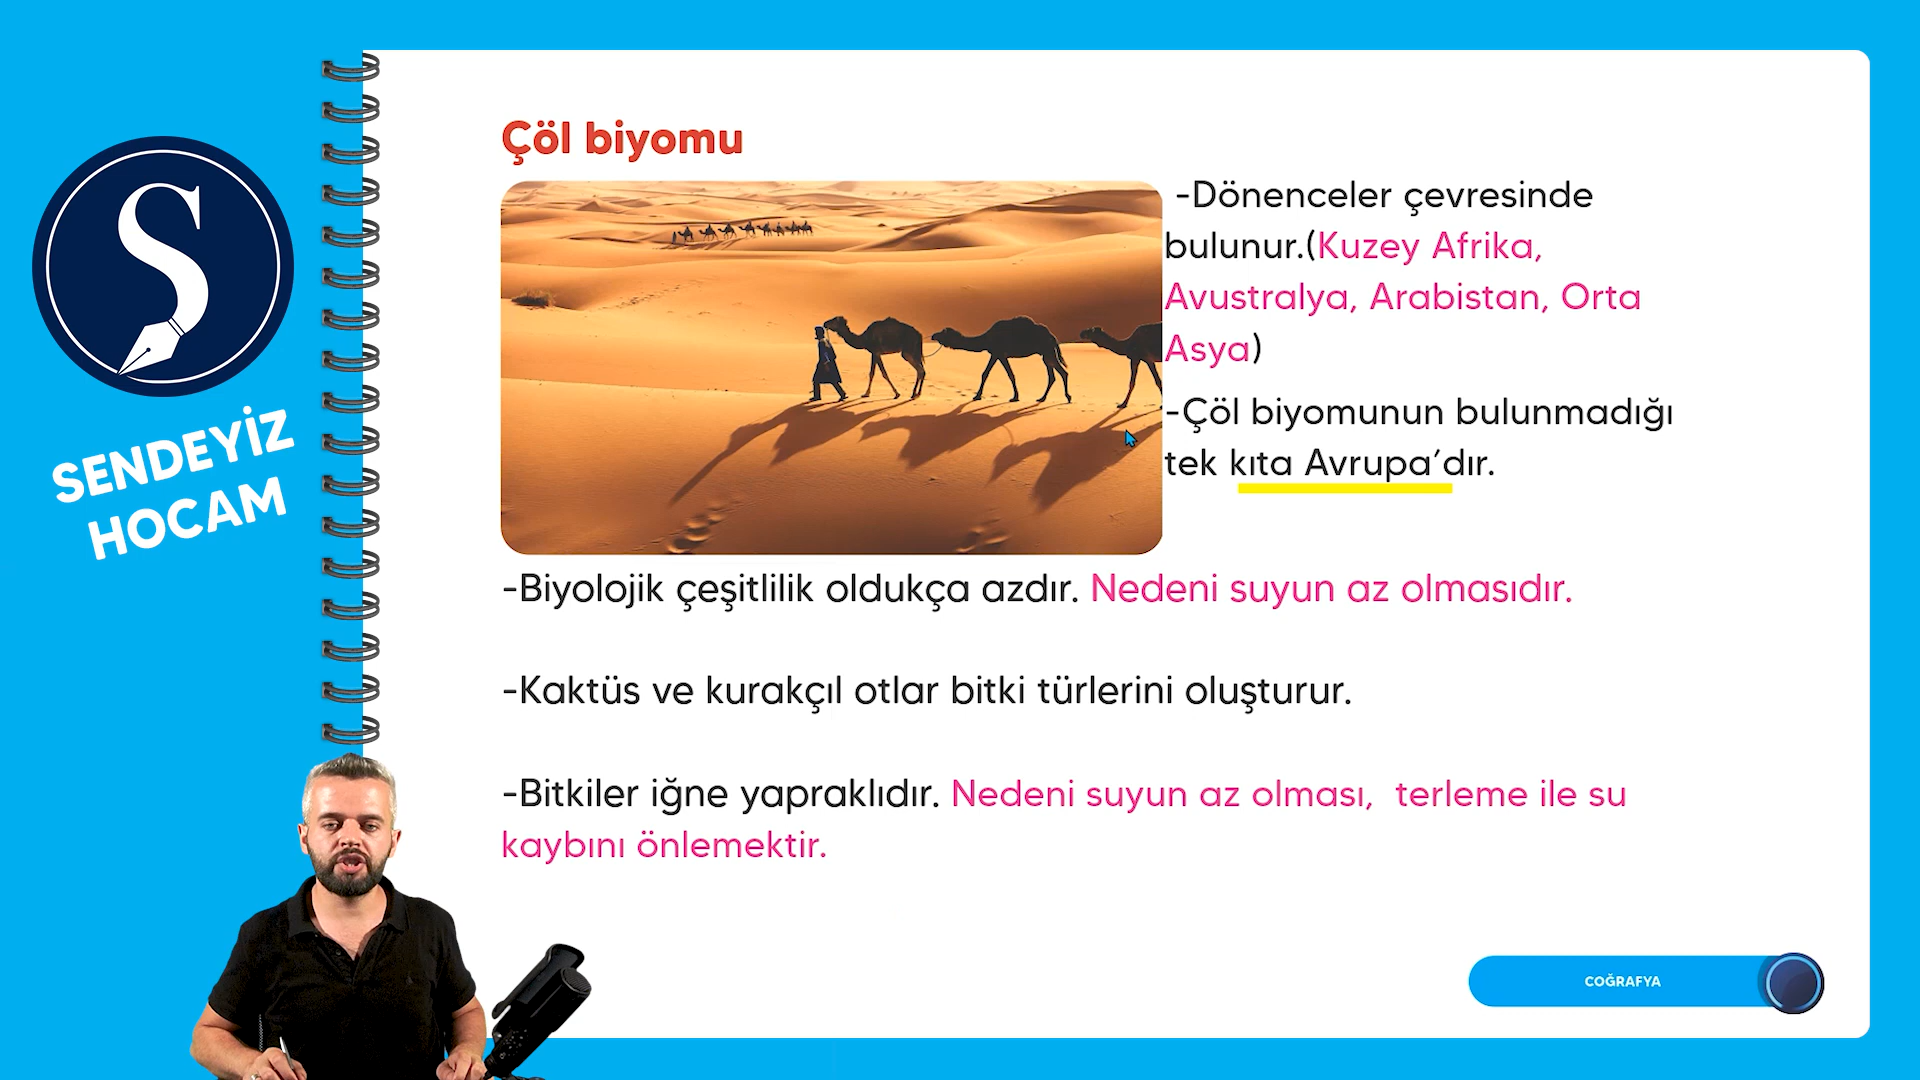 Çöl biyomu
-Dönenceler çevresinde
bulunur.(Kuzey Afrika,
Avustralya, Arabistan, Orta
Asya)
-Çöl biyomunun bulunmadığı
tek kıta Avrupa’dır.
-Biyolojik çeşitlilik oldukça azdır. Nedeni suyun az olmasıdır.
-Kaktüs ve kurakçıl otlar bitki türlerini oluşturur.
-Bitkiler iğne yapraklıdır. Nedeni suyun az olması, terleme ile su
kaybını önlemektir.
S
SENDEYİZ
HOCAM
COĞRAFYA